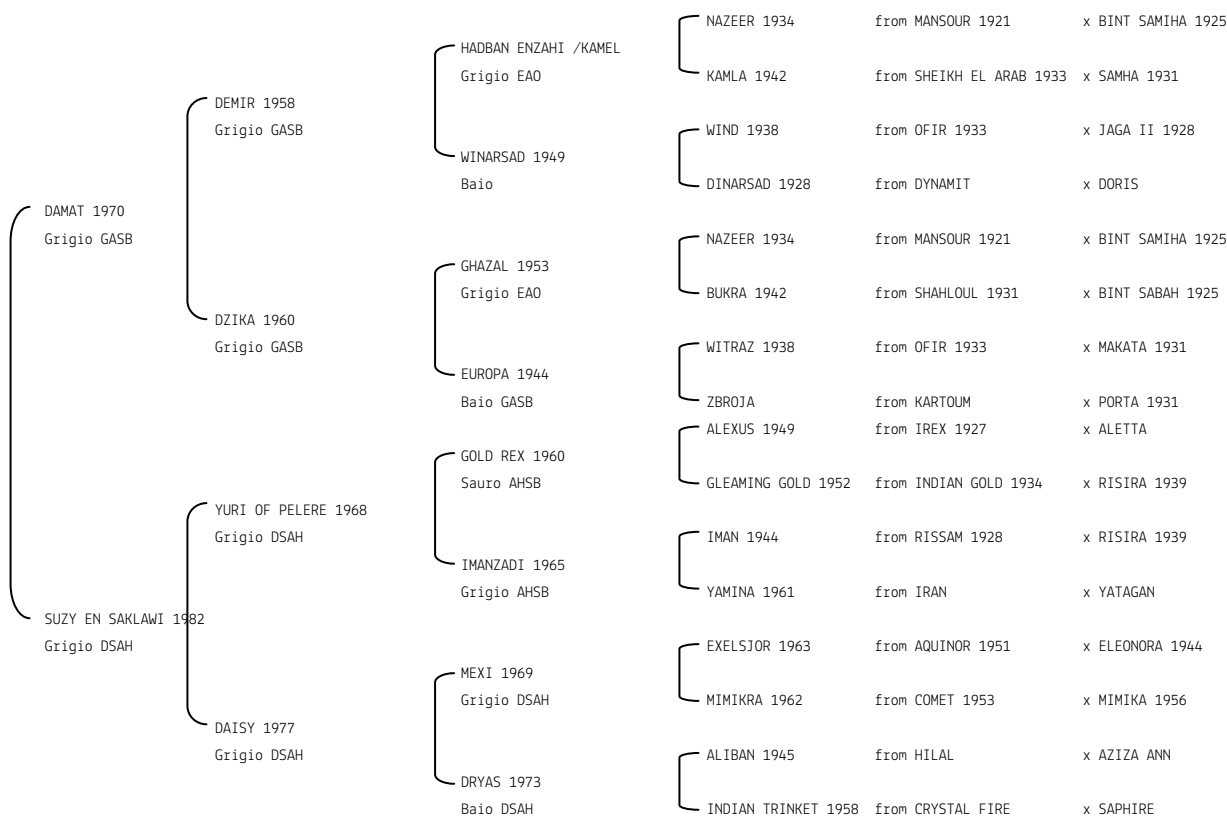 NAZEER 1934 from MANSOUR 1921 x BINT SAMIHA 1925
HADBAN ENZAHI /KAMEL
Grigio EAO KAMLA 1942 from SHEIKH EL ARAB 1933 x SAMHA 1931
DEMIR 1958
Grigio GASB WIND 1938 from OFIR 1933 x JAGA II 1928
WINARSAD 1949
Baio DINARSAD 1928 from DYNAMIT x DORIS
DAMAT 1970
Grigio GASB NAZEER 1934 from MANSOUR 1921 x BINT SAMIHA 1925
GHAZAL 1953
Grigio EAO BUKRA 1942 from SHAHLOUL 1931 x BINT SABAH 1925
DZIKA 1960
Grigio GASB WITRAZ 1938 from OFIR 1933 x MAKATA 1931
EUROPA 1944
Baio GASB ZBROJA from KARTOUM x PORTA 1931
ALEXUS 1949 from IREX 1927 x ALETTA
GOLD REX 1960
Sauro AHSB GLEAMING GOLD 1952 from INDIAN GOLD 1934 x RISIRA 1939
YURI OF PELERE 1968
Grigio DSAH IMAN 1944 from RISSAM 1928 x RISIRA 1939
IMANZADI 1965
Grigio AHSB YAMINA 1961 from IRAN x YATAGAN
SUZY EN SAKLAWI 1982
Grigio DSAH EXELSJOR 1963 from AQUINOR 1951 x ELEONORA 1944
MEXI 1969
Grigio DSAH MIMIKRA 1962 from COMET 1953 x MIMIKA 1956
DAISY 1977
Grigio DSAH ALIBAN 1945 from HILAL x AZIZA ANN
DRYAS 1973
Baio DSAH INDIAN TRINKET 1958 from CRYSTAL FIRE x SAPHIRE